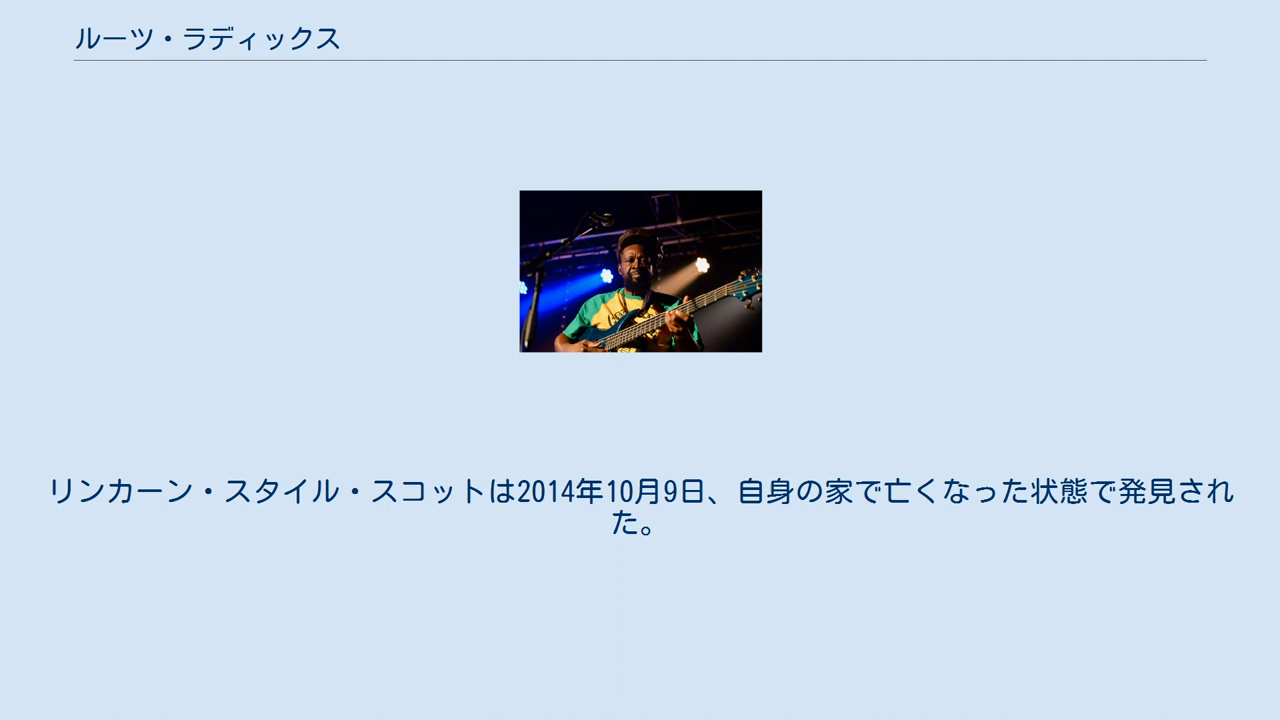 ルーツ・ラディックス
リンカーン・スタイル・スコットは2014年10月9日、自身の家で亡くなった状態で発見され
た。